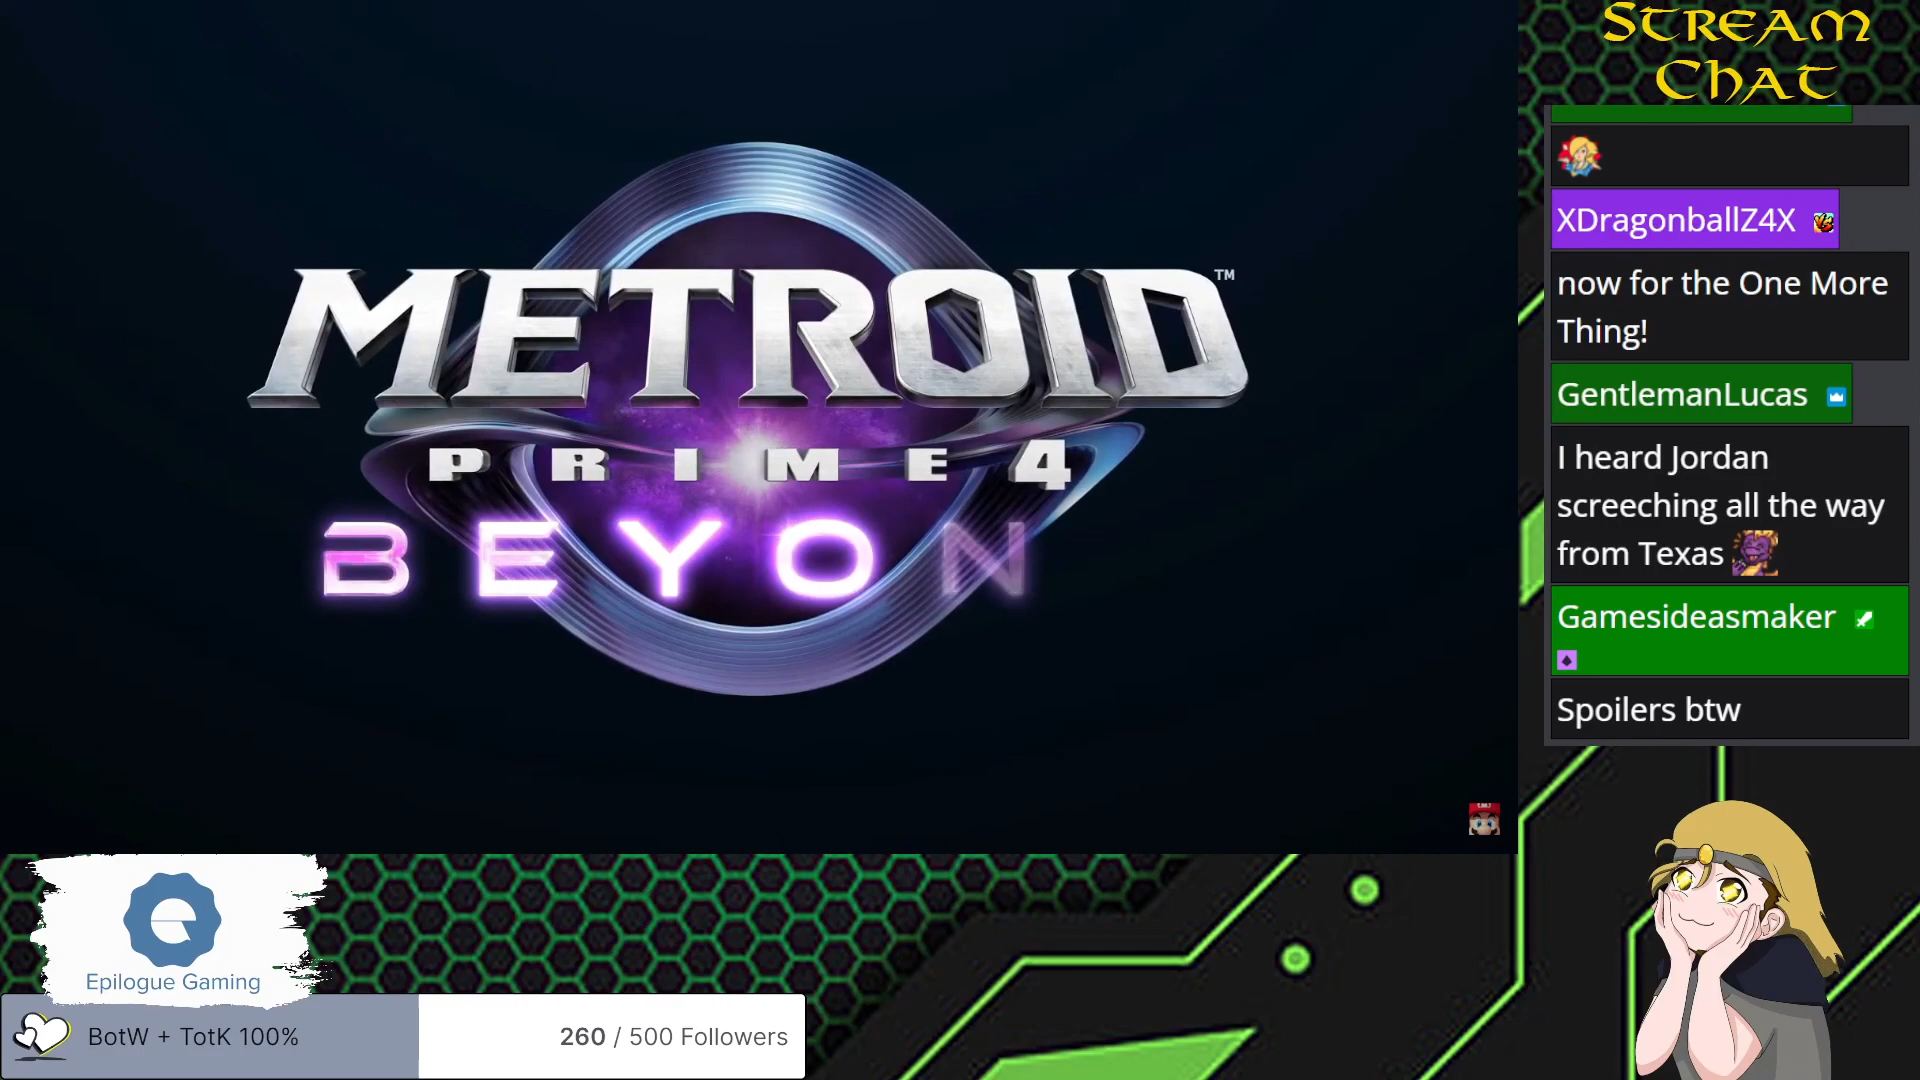 METROID™
PRIME 4
BEYON
STREAM
CHAT
XDragonballZ4X
now for the One More
Thing!
GentlemanLucas
I heard Jordan
screeching all the way
from Texas
Gamesideasmaker
Spoilers btw
Epilogue Gaming
BotW + TotK 100%
260 / 500 Followers